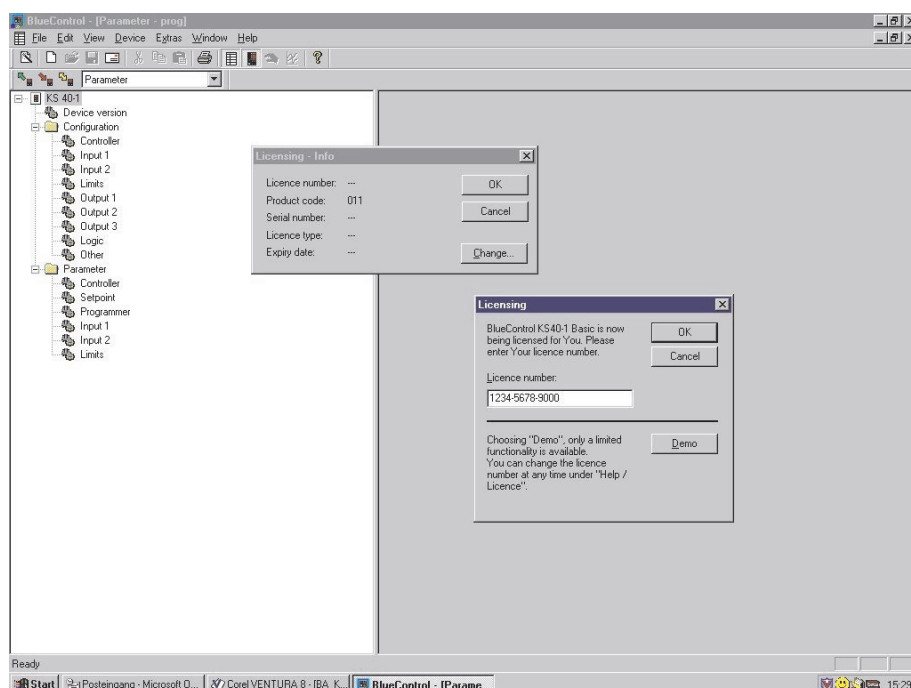 BlueControl - [Parameter - prog]
File Edit View Device Extras Window Help
Parameter
KS 40-1
Device version
Configuration
Controller
Input 1
Input 2
Limits
Output 1
Output 2
Output 3
Logic
Other
Parameter
Controller
Setpoint
Programmer
Input 1
Input 2
Limits
Licensing - Info
Licence number: ---
Product code: 011
Serial number: ---
Licence type: ---
Expiry date: ---
OK
Cancel
Change...
Licensing
BlueControl KS40-1 Basic is now
being licensed for You. Please
enter Your licence number.
OK
Cancel
Licence number:
1234-5678-9000
Choosing "Demo", only a limited
functionality is available.
You can change the licence
number at any time under "Help /
Licence".
Demo
Ready
Start Posteingang - Microsoft O... Corel VENTURA 8 - [BA_K... BlueControl - [Parame... 15:29